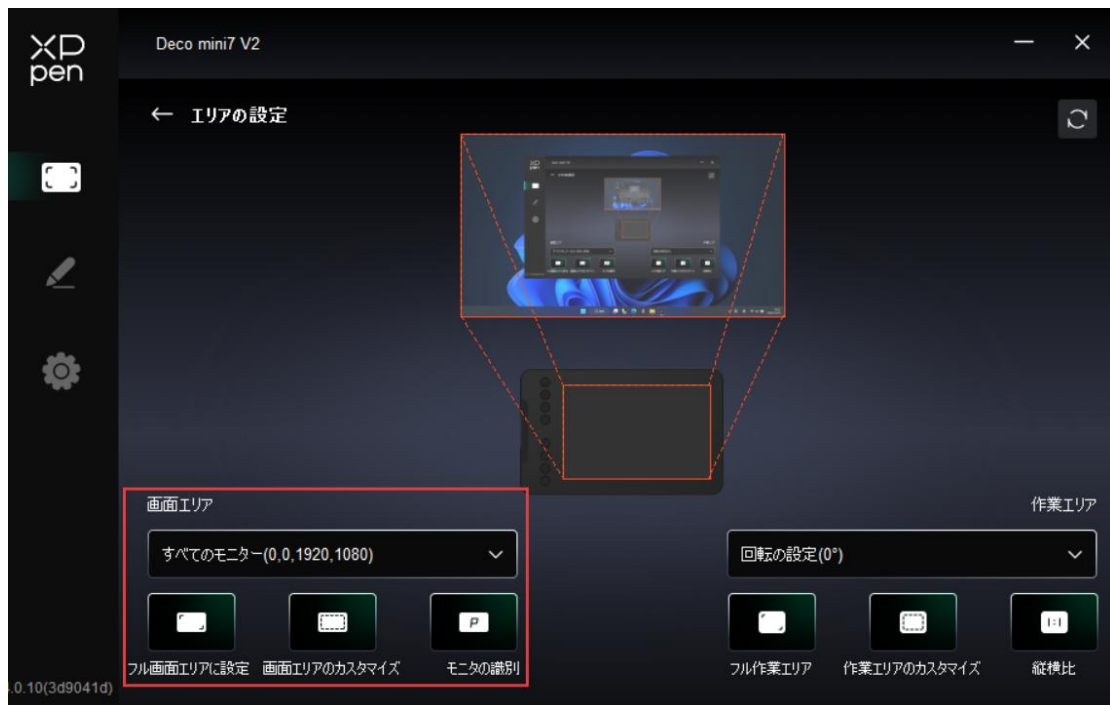 XP
pen
Deco mini7 V2
エリアの設定
画面エリア
作業エリア
すべてのモニター(0,0,1920,1080)
回転の設定(0°)
P
1:1
フル画面エリアに設定 画面エリアのカスタマイズ モニタの識別
フル作業エリア 作業エリアのカスタマイズ 縦横比
.0.10(3d9041d)